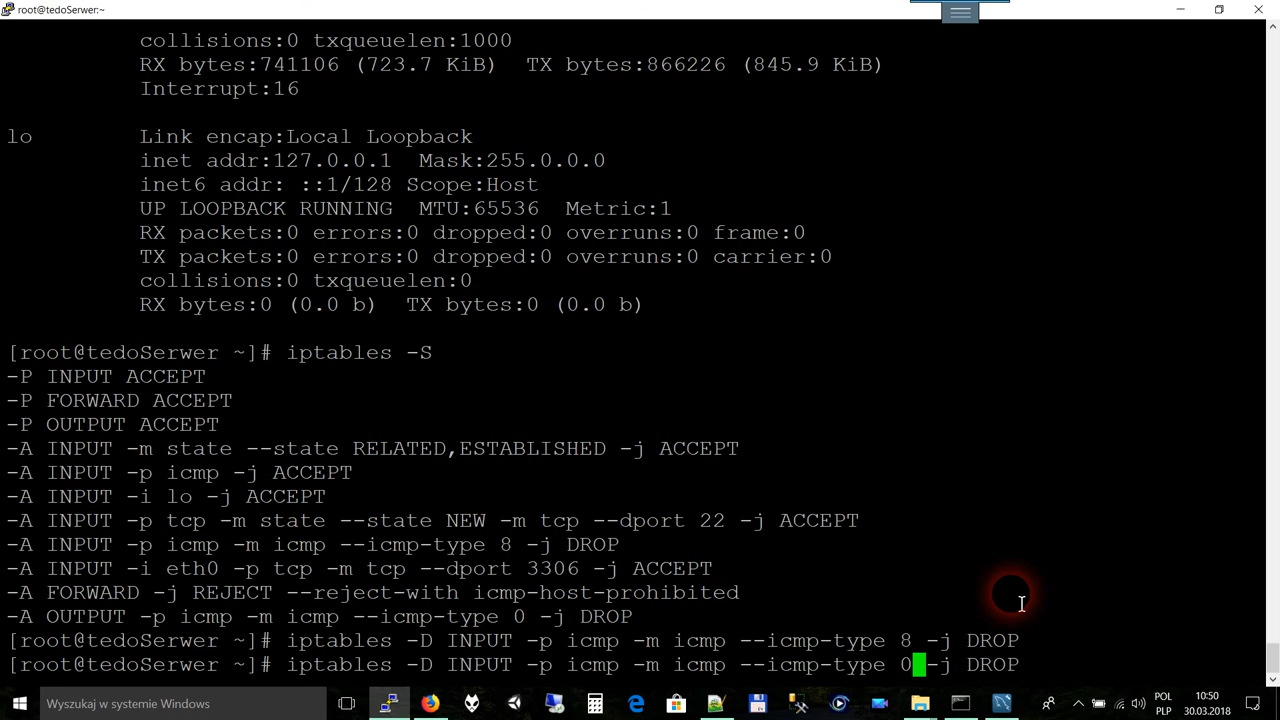 root@tedoSerwer:~
collisions:0 txqueuelen:1000
RX bytes:741106 (723.7 KiB)  TX bytes:866226 (845.9 KiB)
Interrupt:16
lo        Link encap:Local Loopback
inet addr:127.0.0.1  Mask:255.0.0.0
inet6 addr: ::1/128 Scope:Host
UP LOOPBACK RUNNING  MTU:65536  Metric:1
RX packets:0 errors:0 dropped:0 overruns:0 frame:0
TX packets:0 errors:0 dropped:0 overruns:0 carrier:0
collisions:0 txqueuelen:0
RX bytes:0 (0.0 b)  TX bytes:0 (0.0 b)
[root@tedoSerwer ~]# iptables -S
-P INPUT ACCEPT
-P FORWARD ACCEPT
-P OUTPUT ACCEPT
-A INPUT -m state --state RELATED,ESTABLISHED -j ACCEPT
-A INPUT -p icmp -j ACCEPT
-A INPUT -i lo -j ACCEPT
-A INPUT -p tcp -m state --state NEW -m tcp --dport 22 -j ACCEPT
-A INPUT -p icmp -m icmp --icmp-type 8 -j DROP
-A INPUT -i eth0 -p tcp -m tcp --dport 3306 -j ACCEPT
-A FORWARD -j REJECT --reject-with icmp-host-prohibited
-A OUTPUT -p icmp -m icmp --icmp-type 0 -j DROP
[root@tedoSerwer ~]# iptables -D INPUT -p icmp -m icmp --icmp-type 8 -j DROP
[root@tedoSerwer ~]# iptables -D INPUT -p icmp -m icmp --icmp-type 0 -j DROP
Wyszukaj w systemie Windows
POL
PLP
10:50
30.03.2018